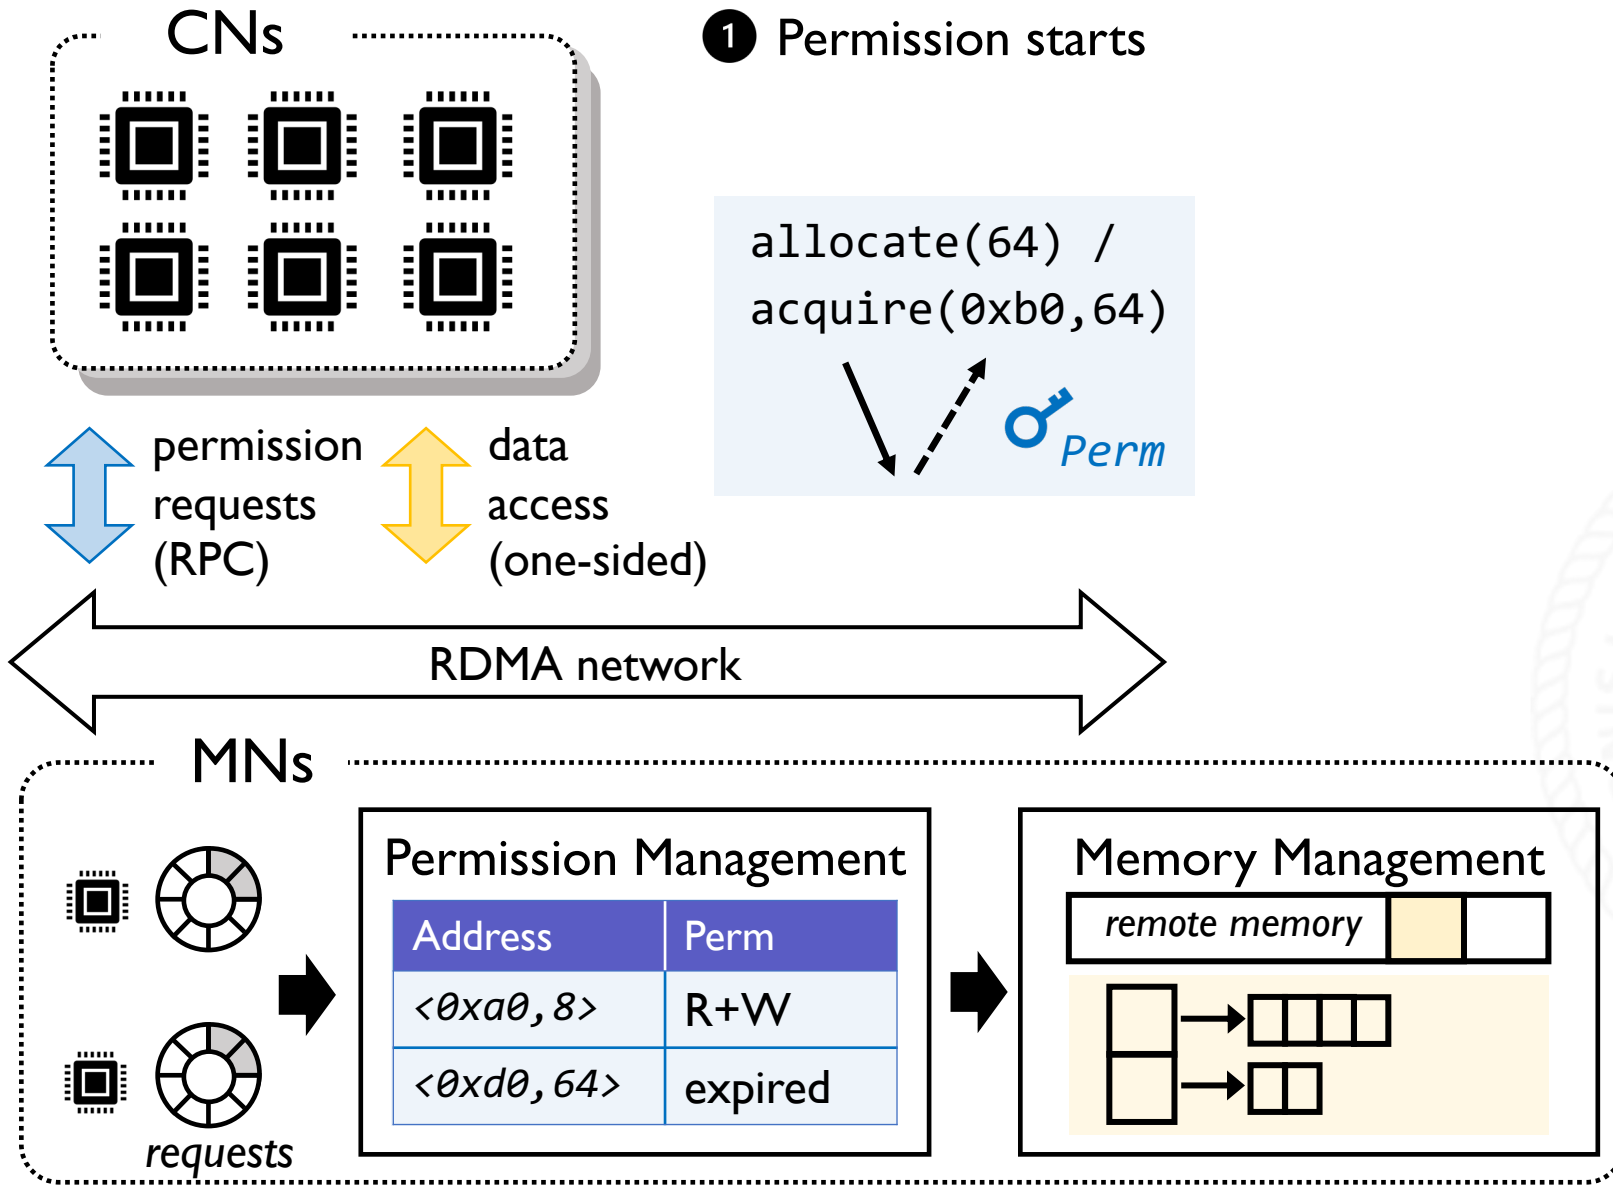 CNs
❶ Permission starts
allocate(64) /
acquire(0xb0,64)
Perm
permission
requests
(RPC)
data
access
(one-sided)
RDMA network
MNs
requests
Permission Management
Address Perm
<0xa0,8> R+W
<0xd0,64> expired
Memory Management
remote memory